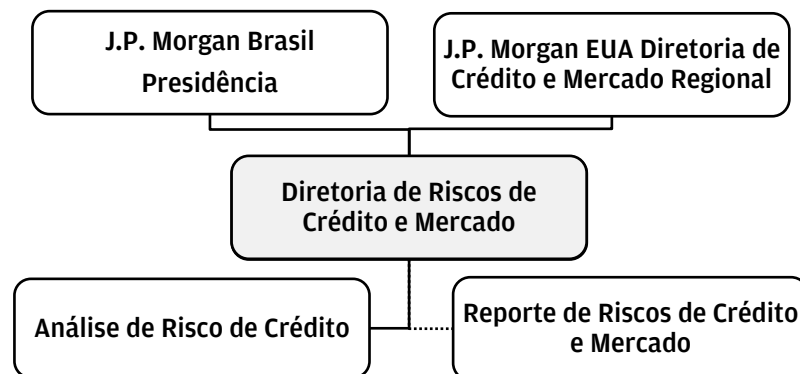 J.P. Morgan Brasil
Presidência
J.P. Morgan EUA Diretoria de
Crédito e Mercado Regional
Diretoria de Riscos de
Crédito e Mercado
Análise de Risco de Crédito
Reporte de Riscos de Crédito
e Mercado